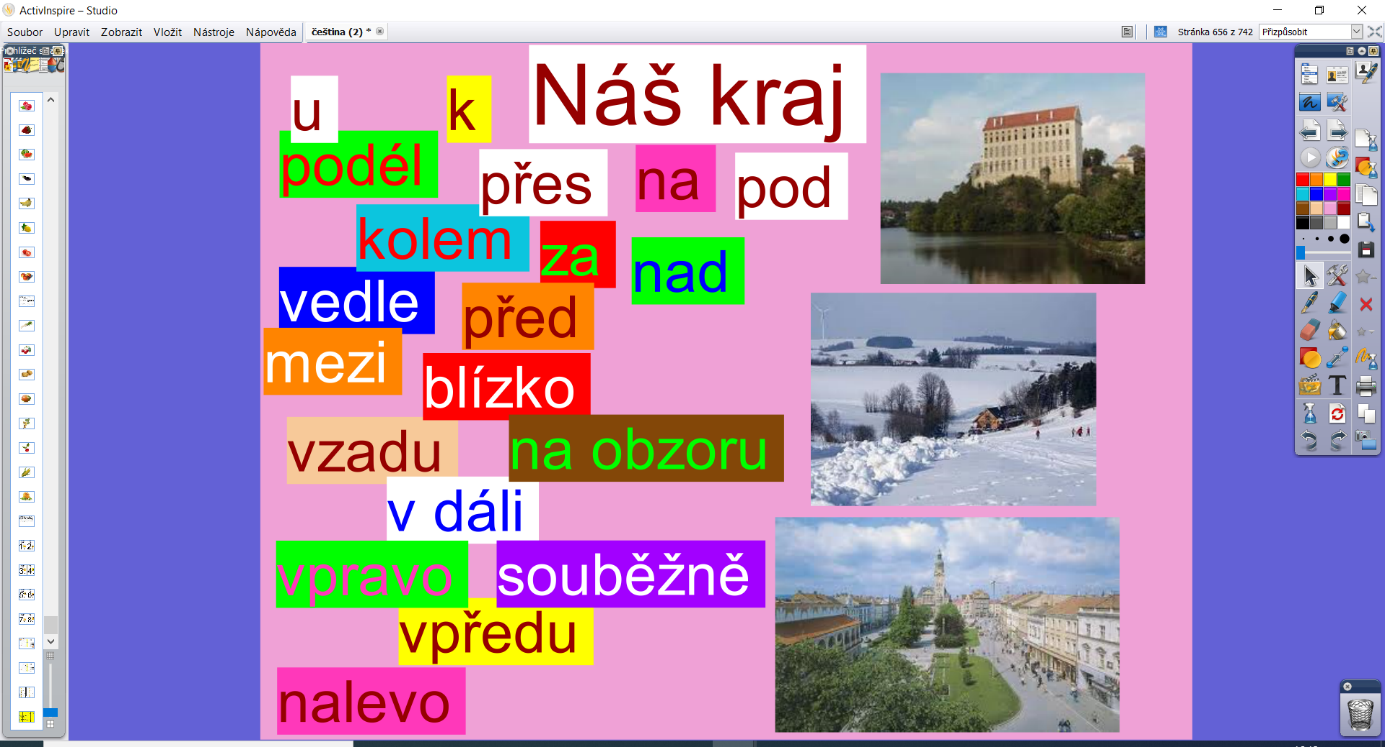 ActivInspire – Studio
Soubor Upravit Zobrazit Vložit Nástroje Nápověda čeština (2) *
Stránka 656 z 742 Přizpůsobit
Náš kraj
u k
podél
přes na pod
kolem za nad
vedle před
mezi
blízko
vzadu na obzoru
v dáli
vpravo souběžně
vpředu
nalevo